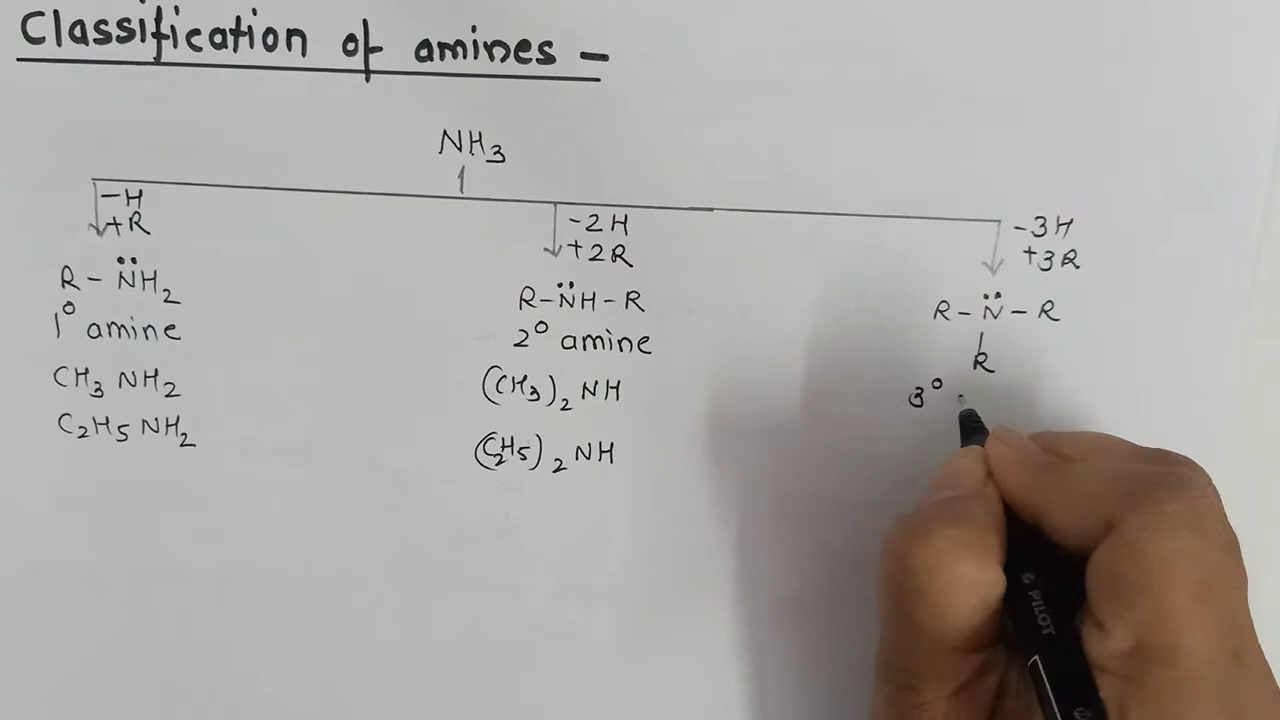 Classification of amines -
NH3
-H
+R
R-N̈H2
1° amine
CH3 NH2
C2H5 NH2
-2H
+2R
R-N̈H-R
2° amine
(CH3)2 NH
(C2H5)2 NH
-3H
+3R
R-N̈-R
R
3°
PILOT